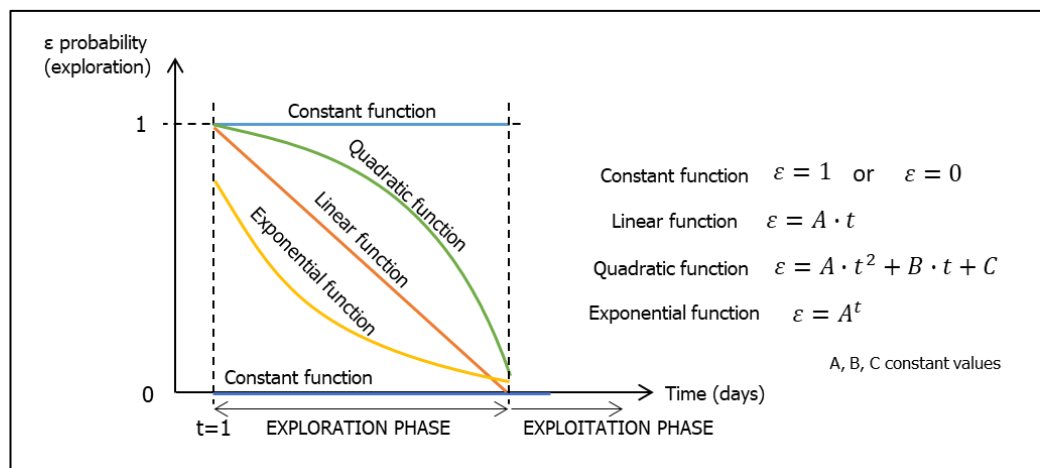 ε probability
(exploration)
1
Constant function
Quadratic function
Linear function
Exponential function
Constant function
0
Time (days)
t=1
EXPLORATION PHASE
EXPLOITATION PHASE
Constant function ε = 1 or ε = 0
Linear function ε = A · t
Quadratic function ε = A · t² + B · t + C
Exponential function ε = Aᵗ
A, B, C constant values